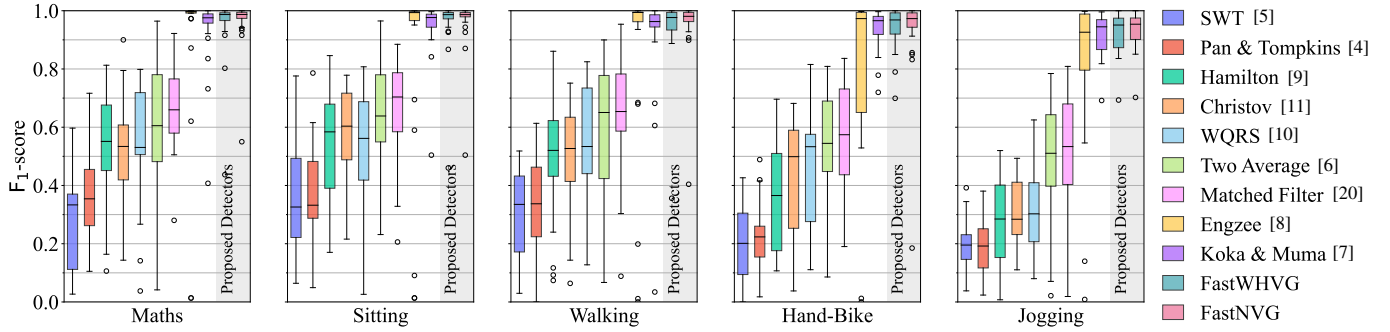 F1-score
1.0
0.8
0.6
0.4
0.2
0.0
Proposed Detectors
Proposed Detectors
Proposed Detectors
Proposed Detectors
Proposed Detectors
Maths
Sitting
Walking
Hand-Bike
Jogging
SWT [5]
Pan & Tompkins [4]
Hamilton [9]
Christov [11]
WQRS [10]
Two Average [6]
Matched Filter [20]
Engzee [8]
Koka & Muma [7]
FastWHVG
FastNVG